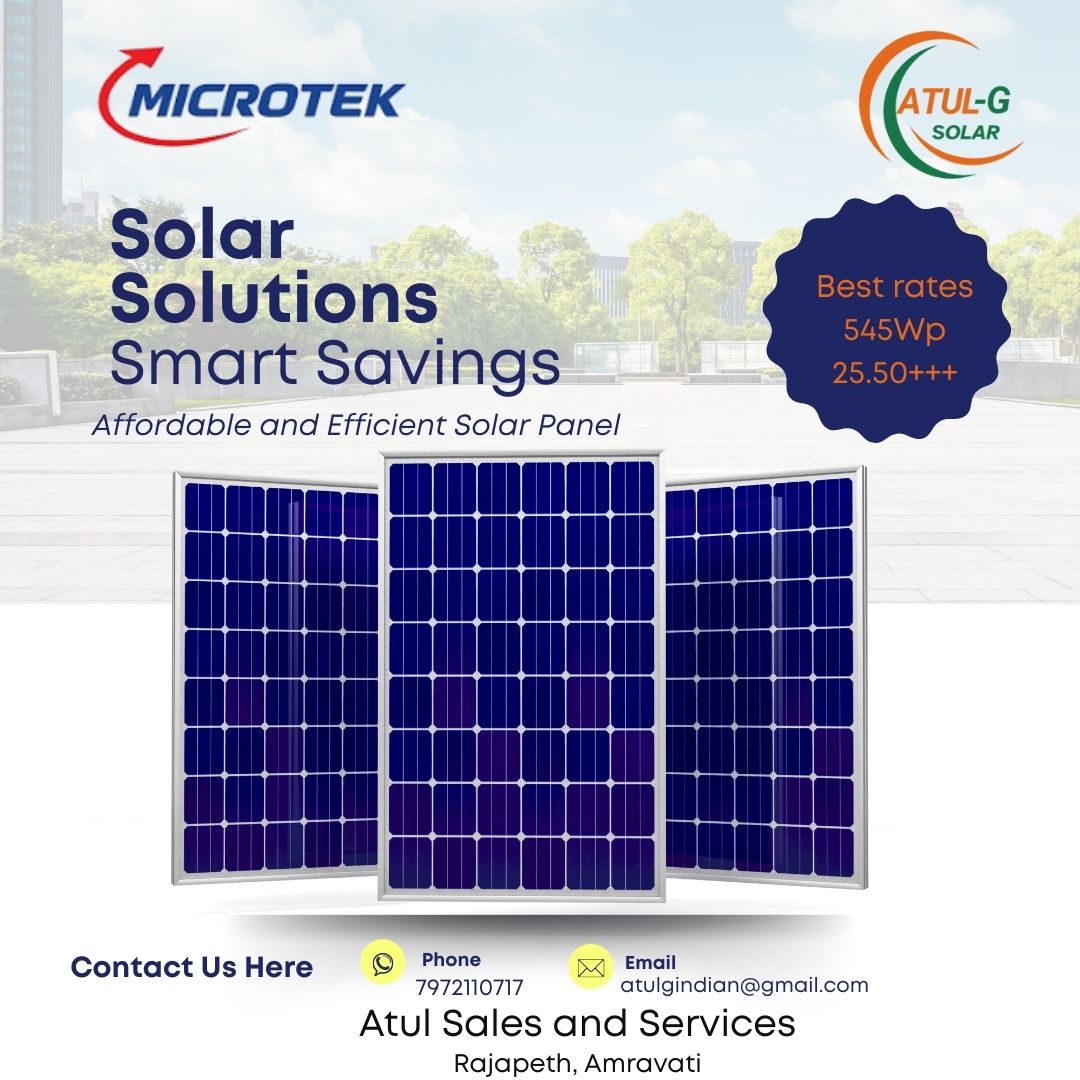 MICROTEK
ATUL-G
SOLAR
Solar
Solutions
Smart Savings
Affordable and Efficient Solar Panel
Best rates
545Wp
25.50+++
Contact Us Here
Phone
7972110717
Email
atulgindian@gmail.com
Atul Sales and Services
Rajapeth, Amravati